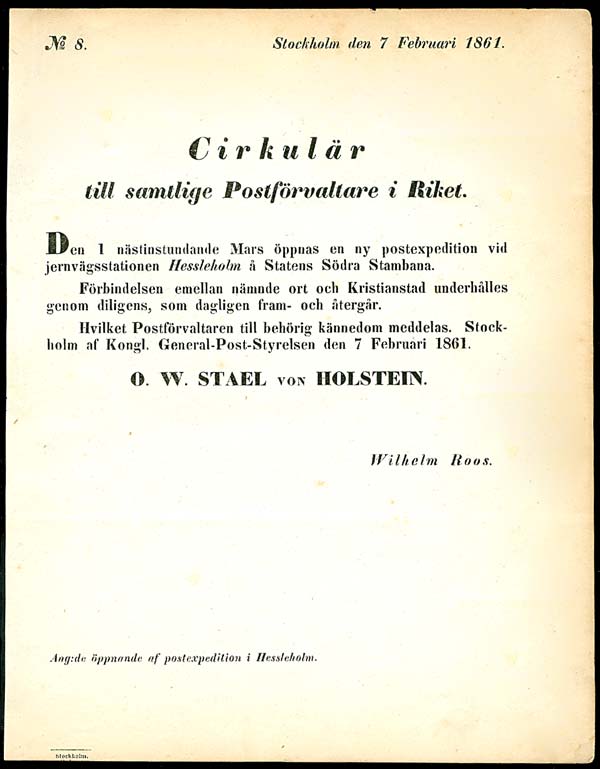 № 8.
Stockholm den 7 Februari 1861.
Cirkulär
till samtlige Postförvaltare i Riket.
Den 1 nästinstundande Mars öppnas en ny postexpedition vid
jernvägsstationen Hessleholm å Statens Södra Stambana.
Förbindelsen emellan nämnde ort och Kristianstad underhålles
genom diligens, som dagligen fram- och återgår.
Hvilket Postförvaltaren till behörig kännedom meddelas. Stock-
holm af Kongl. General-Post-Styrelsen den 7 Februari 1861.
O. W. STAEL VON HOLSTEIN.
Wilhelm Roos.
Ang:de öppnande af postexpedition i Hessleholm.
Stockholm.